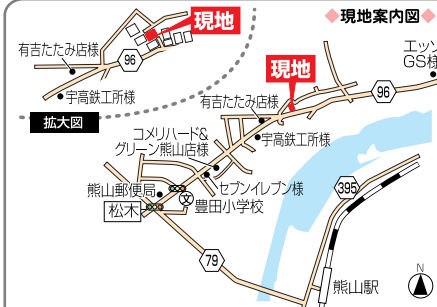 現地
◆現地案内図◆
96
有吉たたみ店様
宇高鉄工所様
拡大図
現地
エッソ
GS様
96
有吉たたみ店様
コメリハード&
グリーン熊山店様
宇高鉄工所様
熊山郵便局
セブンイレブン様
文
豊田小学校
松木
395
79
熊山駅
N